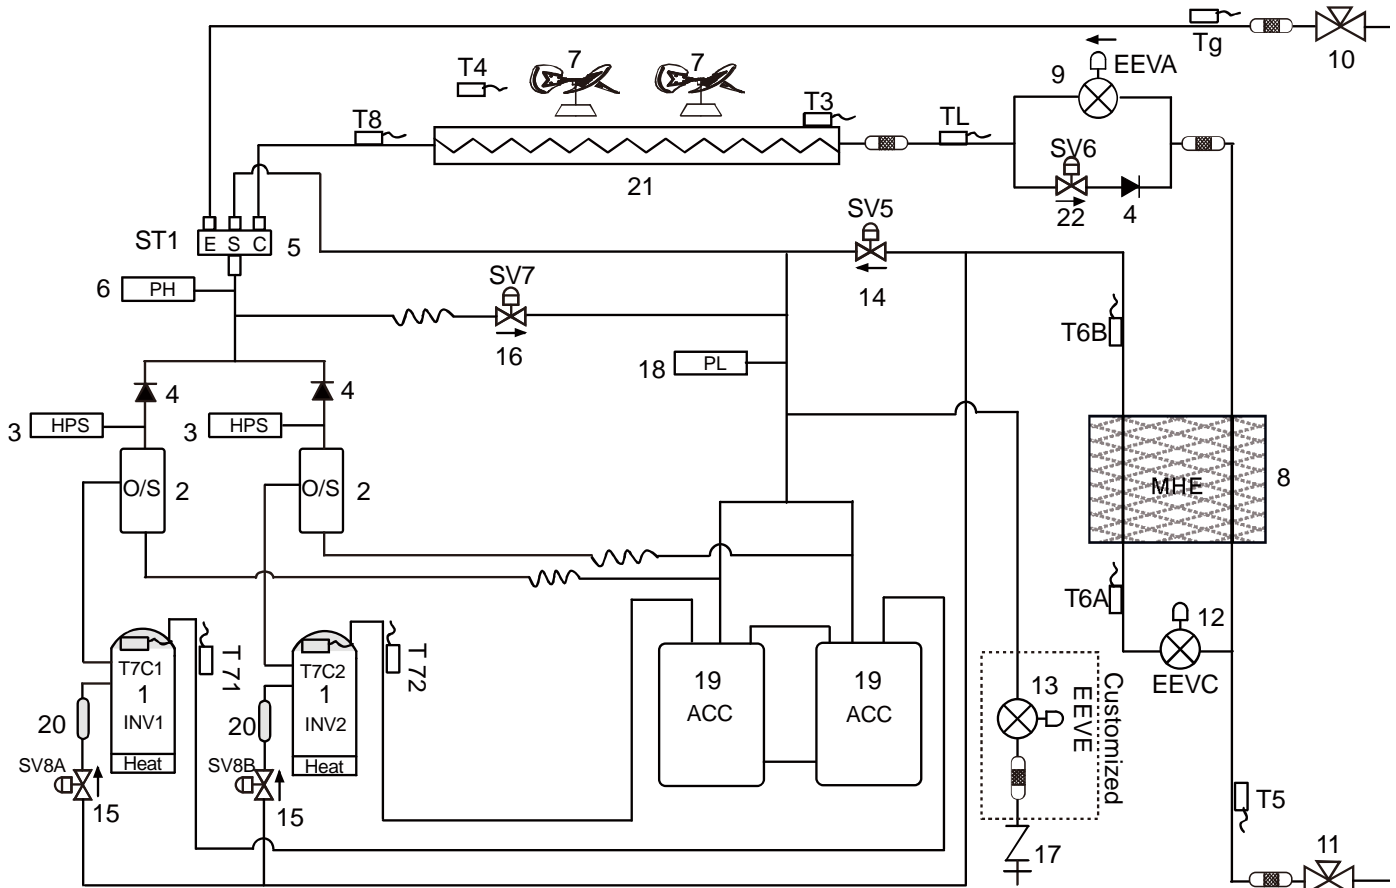 Tg
10
T4
7
7
9
EEVA
T8
T3
TL
SV6
22
4
21
ST1
E S C
5
SV5
14
6
PH
SV7
16
18
PL
T6B
4
4
3
HPS
3
HPS
O/S
2
O/S
2
MHE
8
T6A
12
EEVC
T7C1
1
INV1
Heat
T71
T7C2
1
INV2
Heat
T72
20
20
SV8A
15
SV8B
15
19
ACC
19
ACC
13
EEVE
Customized
17
T5
11